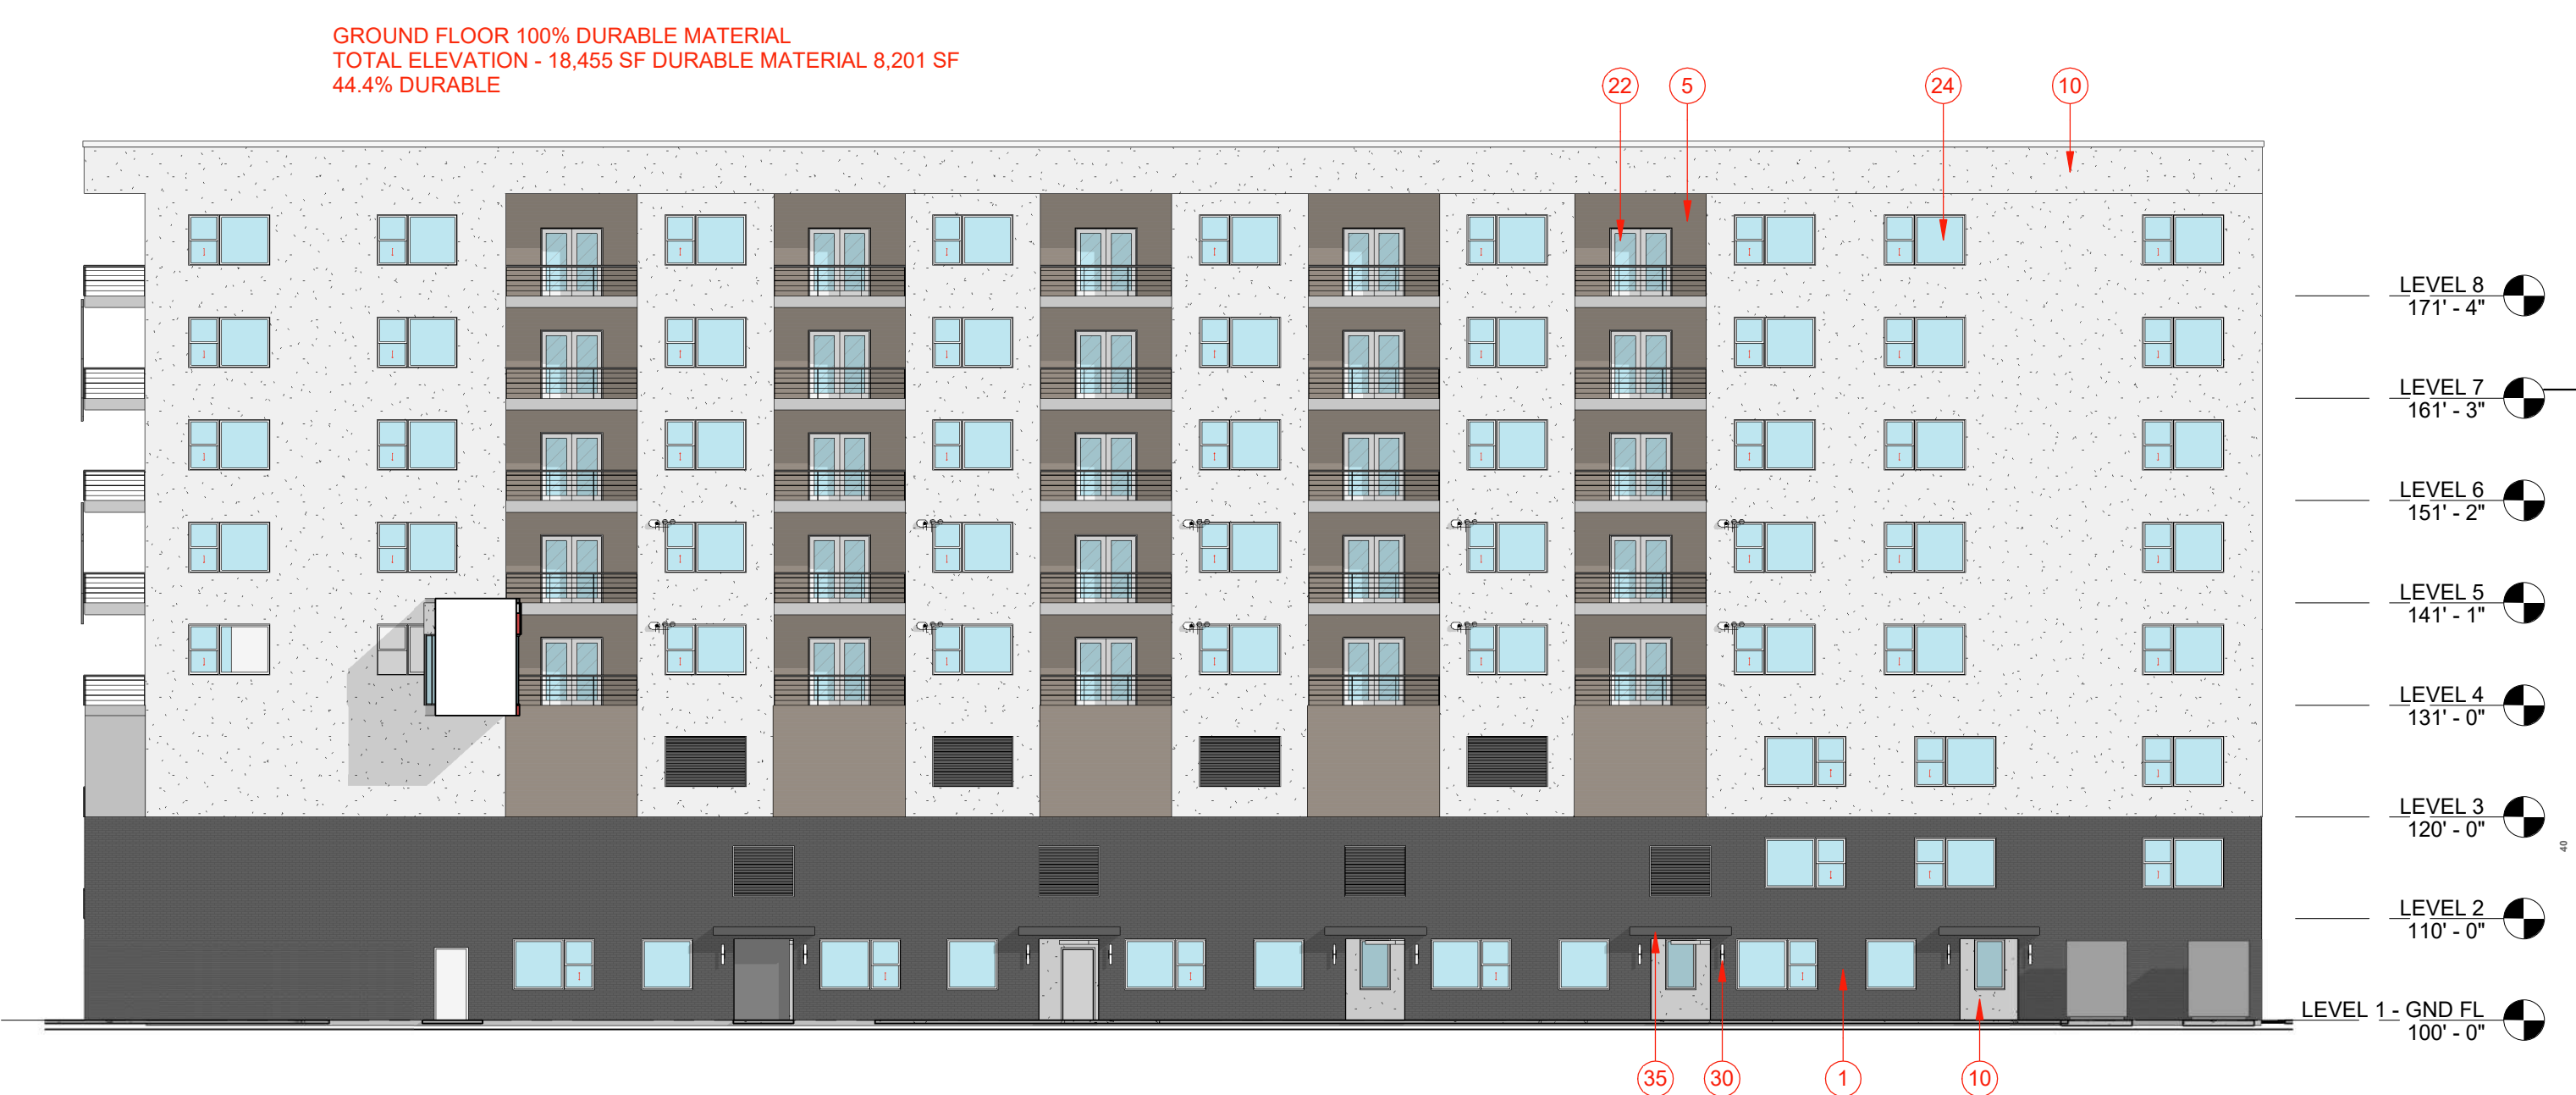 GROUND FLOOR 100% DURABLE MATERIAL
TOTAL ELEVATION - 18,455 SF DURABLE MATERIAL 8,201 SF
44.4% DURABLE
22
5
24
10
LEVEL 8
171' - 4"
LEVEL 7
161' - 3"
LEVEL 6
151' - 2"
LEVEL 5
141' - 1"
LEVEL 4
131' - 0"
LEVEL 3
120' - 0"
40
LEVEL 2
110' - 0"
LEVEL 1 - GND FL
100' - 0"
35
30
1
10